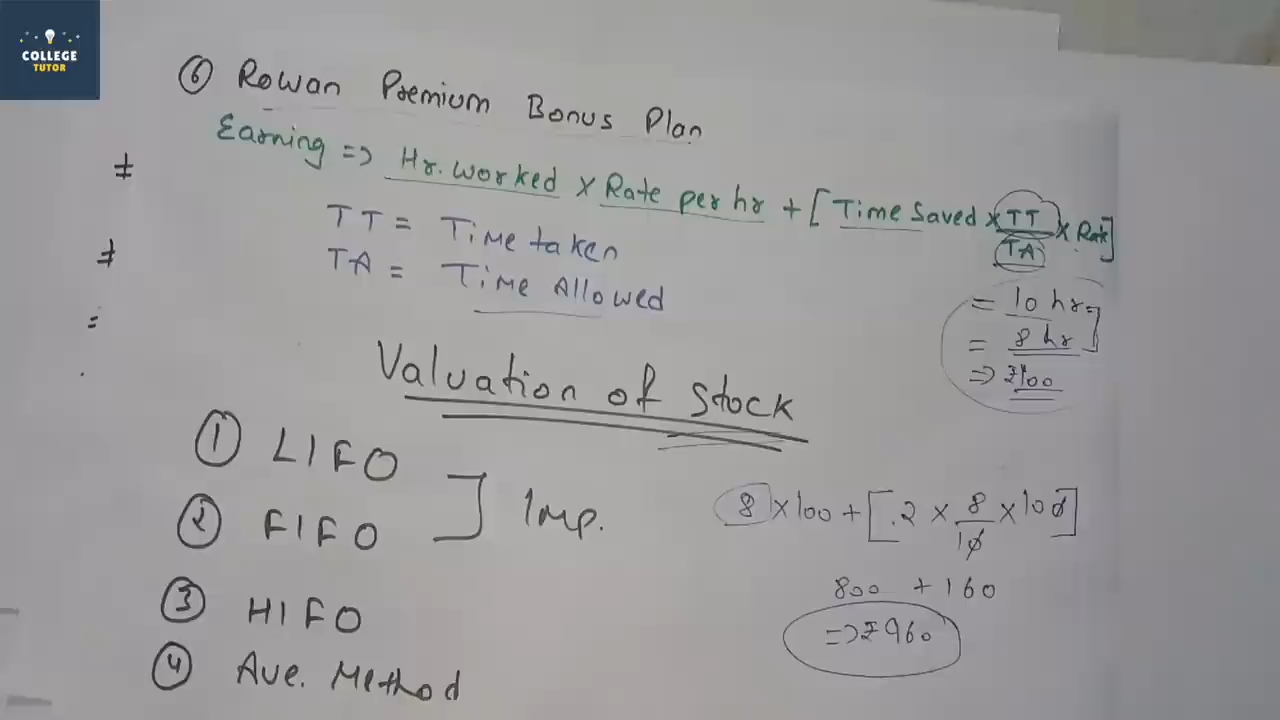 COLLEGE
TUTOR
⑥ Rowan Premium Bonus Plan
Earning => Hr. worked × Rate per hr + [Time Saved × TT/TA × Rate]
TT = Time taken
TA = Time Allowed
= 10 hr
= 8 hr
=> ₹100
Valuation of Stock
① LIFO
② FIFO
] Imp.
③ HIFO
④ Ave. Method
8 × 100 + [.2 × 8/10 × 100]
800 + 160
=> ₹960